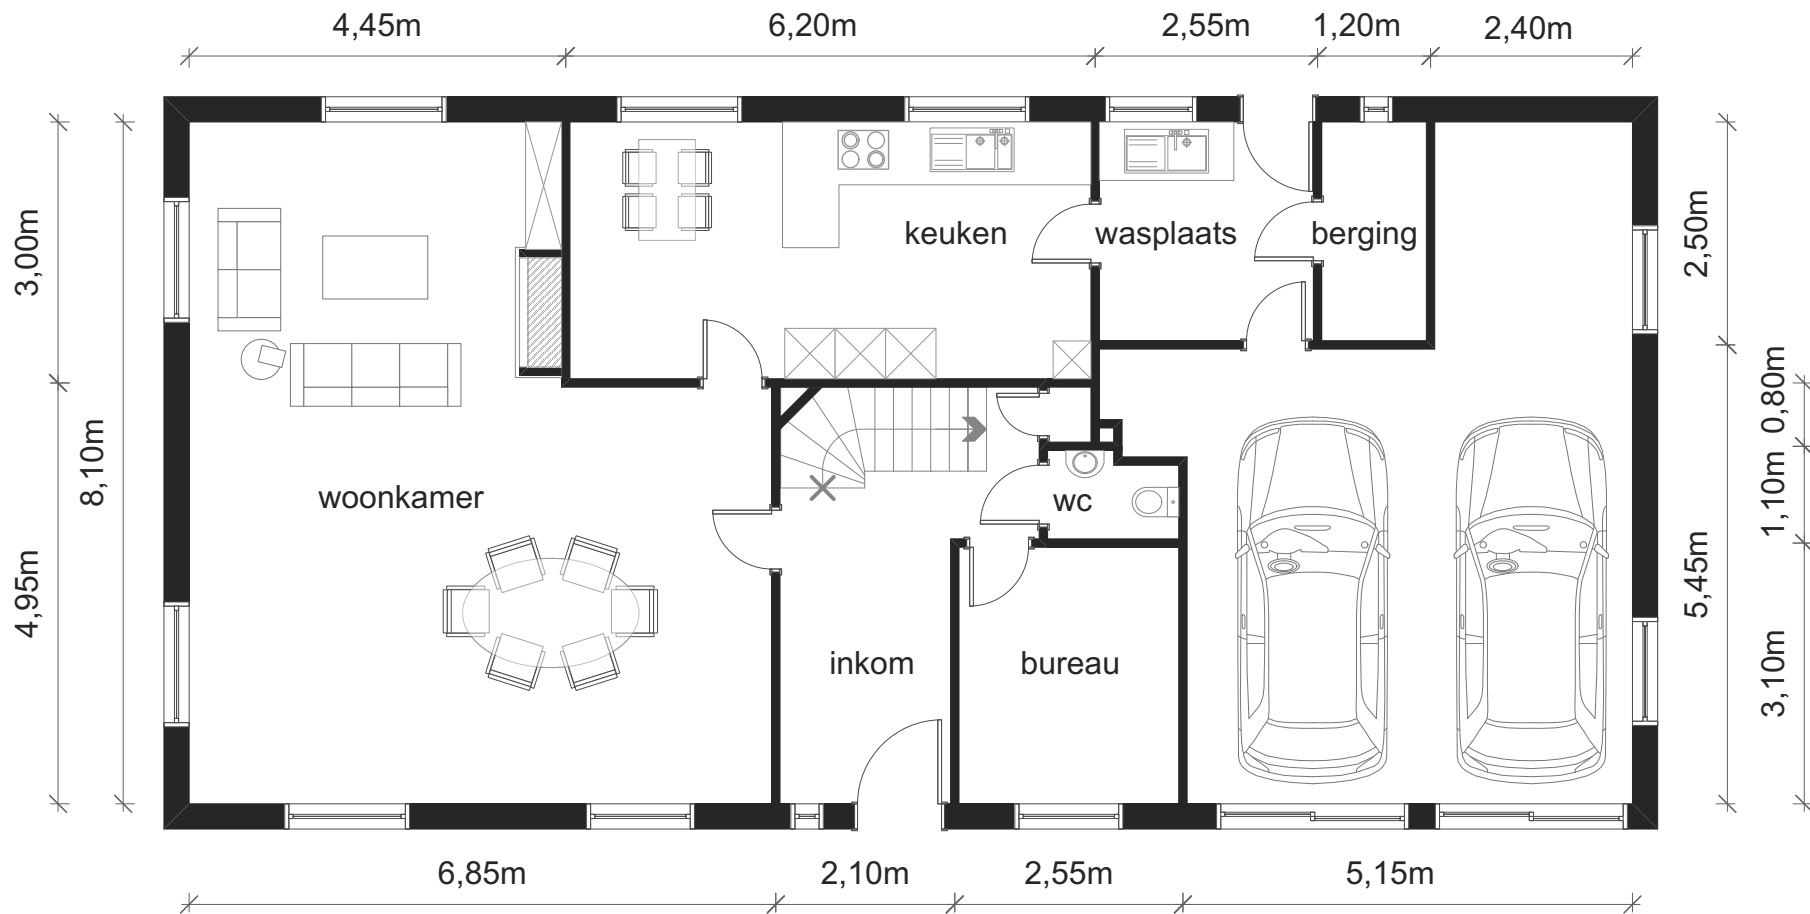 4,45m
6,20m
2,55m
1,20m
2,40m
3,00m
8,10m
4,95m
keuken
wasplaats
berging
2,50m
0,80m
1,10m
woonkamer
wc
5,45m
3,10m
inkom
bureau
6,85m
2,10m
2,55m
5,15m